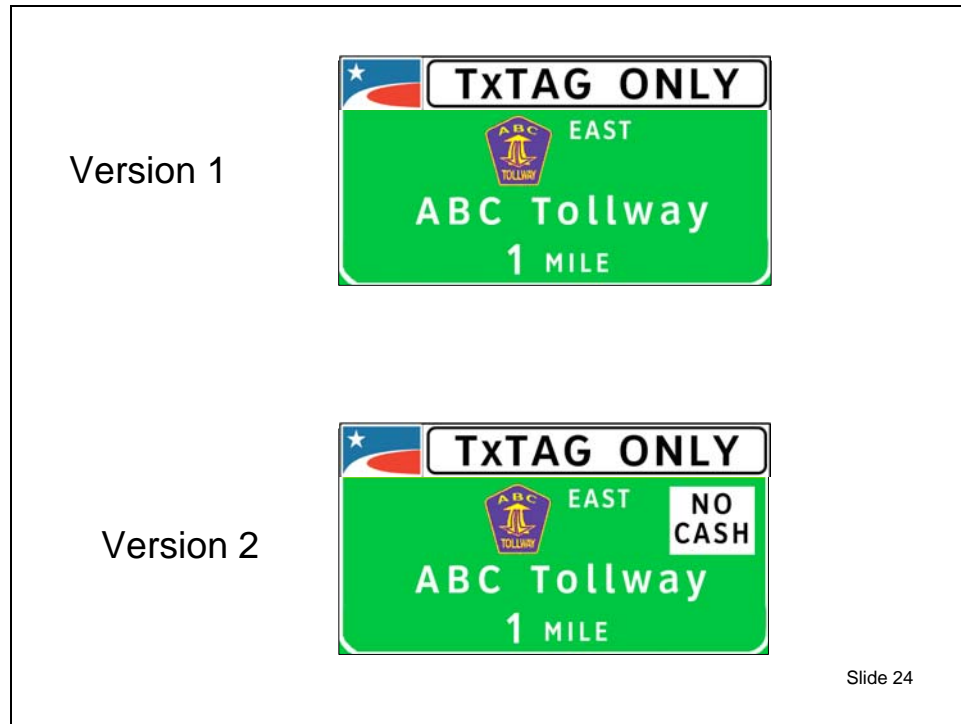 Version 1
TxTAG ONLY
ABC
TOLLWAY
EAST
ABC Tollway
1 MILE
Version 2
TxTAG ONLY
ABC
TOLLWAY
EAST
NO
CASH
ABC Tollway
1 MILE
Slide 24